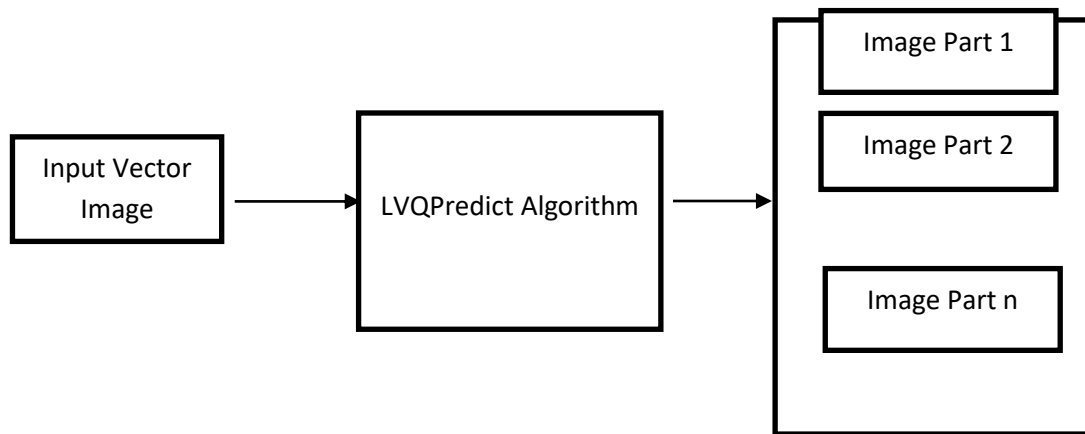 Input Vector
Image
LVQPredict Algorithm
Image Part 1
Image Part 2
Image Part n